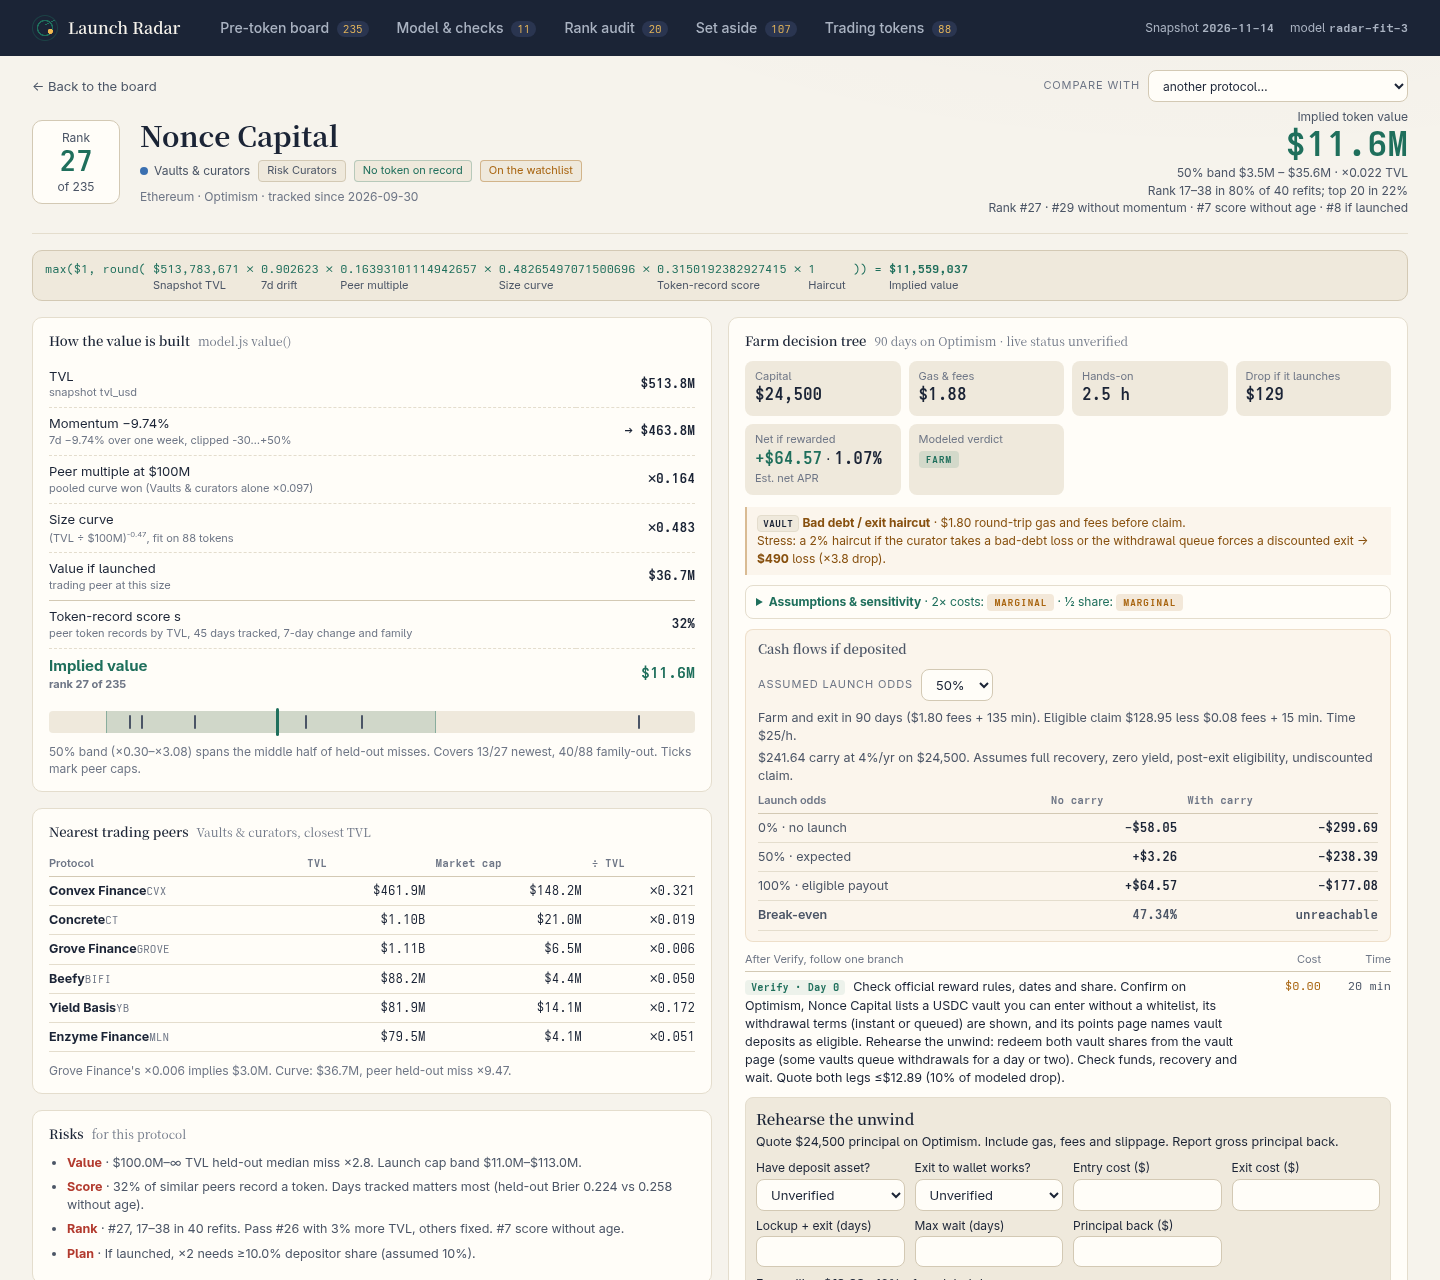 Launch Radar
Pre-token board 235
Model & checks 11
Rank audit 20
Set aside 107
Trading tokens 88
Snapshot 2026-11-14 model radar-fit-3
← Back to the board
COMPARE WITH another protocol…
Rank
27
of 235
Nonce Capital
Vaults & curators Risk Curators No token on record On the watchlist
Ethereum · Optimism · tracked since 2026-09-30
Implied token value
$11.6M
50% band $3.5M – $35.6M · ×0.022 TVL
Rank 17–38 in 80% of 40 refits; top 20 in 22%
Rank #27 · #29 without momentum · #7 score without age · #8 if launched
max($1, round( $513,783,671 × 0.902623 × 0.16393101114942657 × 0.48265497071500696 × 0.3150192382927415 × 1 )) = $11,559,037
Snapshot TVL 7d drift Peer multiple Size curve Token-record score Haircut Implied value
How the value is built model.js value()
TVL
snapshot tvl_usd
$513.8M
Momentum −9.74%
7d −9.74% over one week, clipped -30…+50%
→ $463.8M
Peer multiple at $100M
pooled curve won (Vaults & curators alone ×0.097)
×0.164
Size curve
(TVL ÷ $100M)^-0.47, fit on 88 tokens
×0.483
Value if launched
trading peer at this size
$36.7M
Token-record score s
peer token records by TVL, 45 days tracked, 7-day change and family
32%
Implied value
rank 27 of 235
$11.6M
50% band (×0.30–×3.08) spans the middle half of held-out misses. Covers 13/27 newest, 40/88 family-out. Ticks
mark peer caps.
Nearest trading peers Vaults & curators, closest TVL
Protocol TVL Market cap ÷ TVL
Convex FinanceCVX $461.9M $148.2M ×0.321
ConcreteCT $1.10B $21.0M ×0.019
Grove FinanceGROVE $1.11B $6.5M ×0.006
BeefyBIFI $88.2M $4.4M ×0.050
Yield BasisYB $81.9M $14.1M ×0.172
Enzyme FinanceMLN $79.5M $4.1M ×0.051
Grove Finance's ×0.006 implies $3.0M. Curve: $36.7M, peer held-out miss ×9.47.
Risks for this protocol
• Value · $100.0M–∞ TVL held-out median miss ×2.8. Launch cap band $11.0M–$113.0M.
• Score · 32% of similar peers record a token. Days tracked matters most (held-out Brier 0.224 vs 0.258
without age).
• Rank · #27, 17–38 in 40 refits. Pass #26 with 3% more TVL, others fixed. #7 score without age.
• Plan · If launched, ×2 needs ≥10.0% depositor share (assumed 10%).
Farm decision tree 90 days on Optimism · live status unverified
Capital
$24,500
Gas & fees
$1.88
Hands-on
2.5 h
Drop if it launches
$129
Net if rewarded
+$64.57 · 1.07%
Est. net APR
Modeled verdict
FARM
VAULT Bad debt / exit haircut · $1.80 round-trip gas and fees before claim.
Stress: a 2% haircut if the curator takes a bad-debt loss or the withdrawal queue forces a discounted exit →
$490 loss (×3.8 drop).
▶ Assumptions & sensitivity · 2× costs: MARGINAL · ½ share: MARGINAL
Cash flows if deposited
ASSUMED LAUNCH ODDS 50%
Farm and exit in 90 days ($1.80 fees + 135 min). Eligible claim $128.95 less $0.08 fees + 15 min. Time
$25/h.
$241.64 carry at 4%/yr on $24,500. Assumes full recovery, zero yield, post-exit eligibility, undiscounted
claim.
Launch odds No carry With carry
0% · no launch −$58.05 −$299.69
50% · expected +$3.26 −$238.39
100% · eligible payout +$64.57 −$177.08
Break-even 47.34% unreachable
After Verify, follow one branch Cost Time
Verify · Day 0 Check official reward rules, dates and share. Confirm on $0.00 20 min
Optimism, Nonce Capital lists a USDC vault you can enter without a whitelist, its
withdrawal terms (instant or queued) are shown, and its points page names vault
deposits as eligible. Rehearse the unwind: redeem both vault shares from the vault
page (some vaults queue withdrawals for a day or two). Check funds, recovery and
wait. Quote both legs ≤$12.89 (10% of modeled drop).
Rehearse the unwind
Quote $24,500 principal on Optimism. Include gas, fees and slippage. Report gross principal back.
Have deposit asset? Exit to wallet works? Entry cost ($) Exit cost ($)
Unverified Unverified
Lockup + exit (days) Max wait (days) Principal back ($)